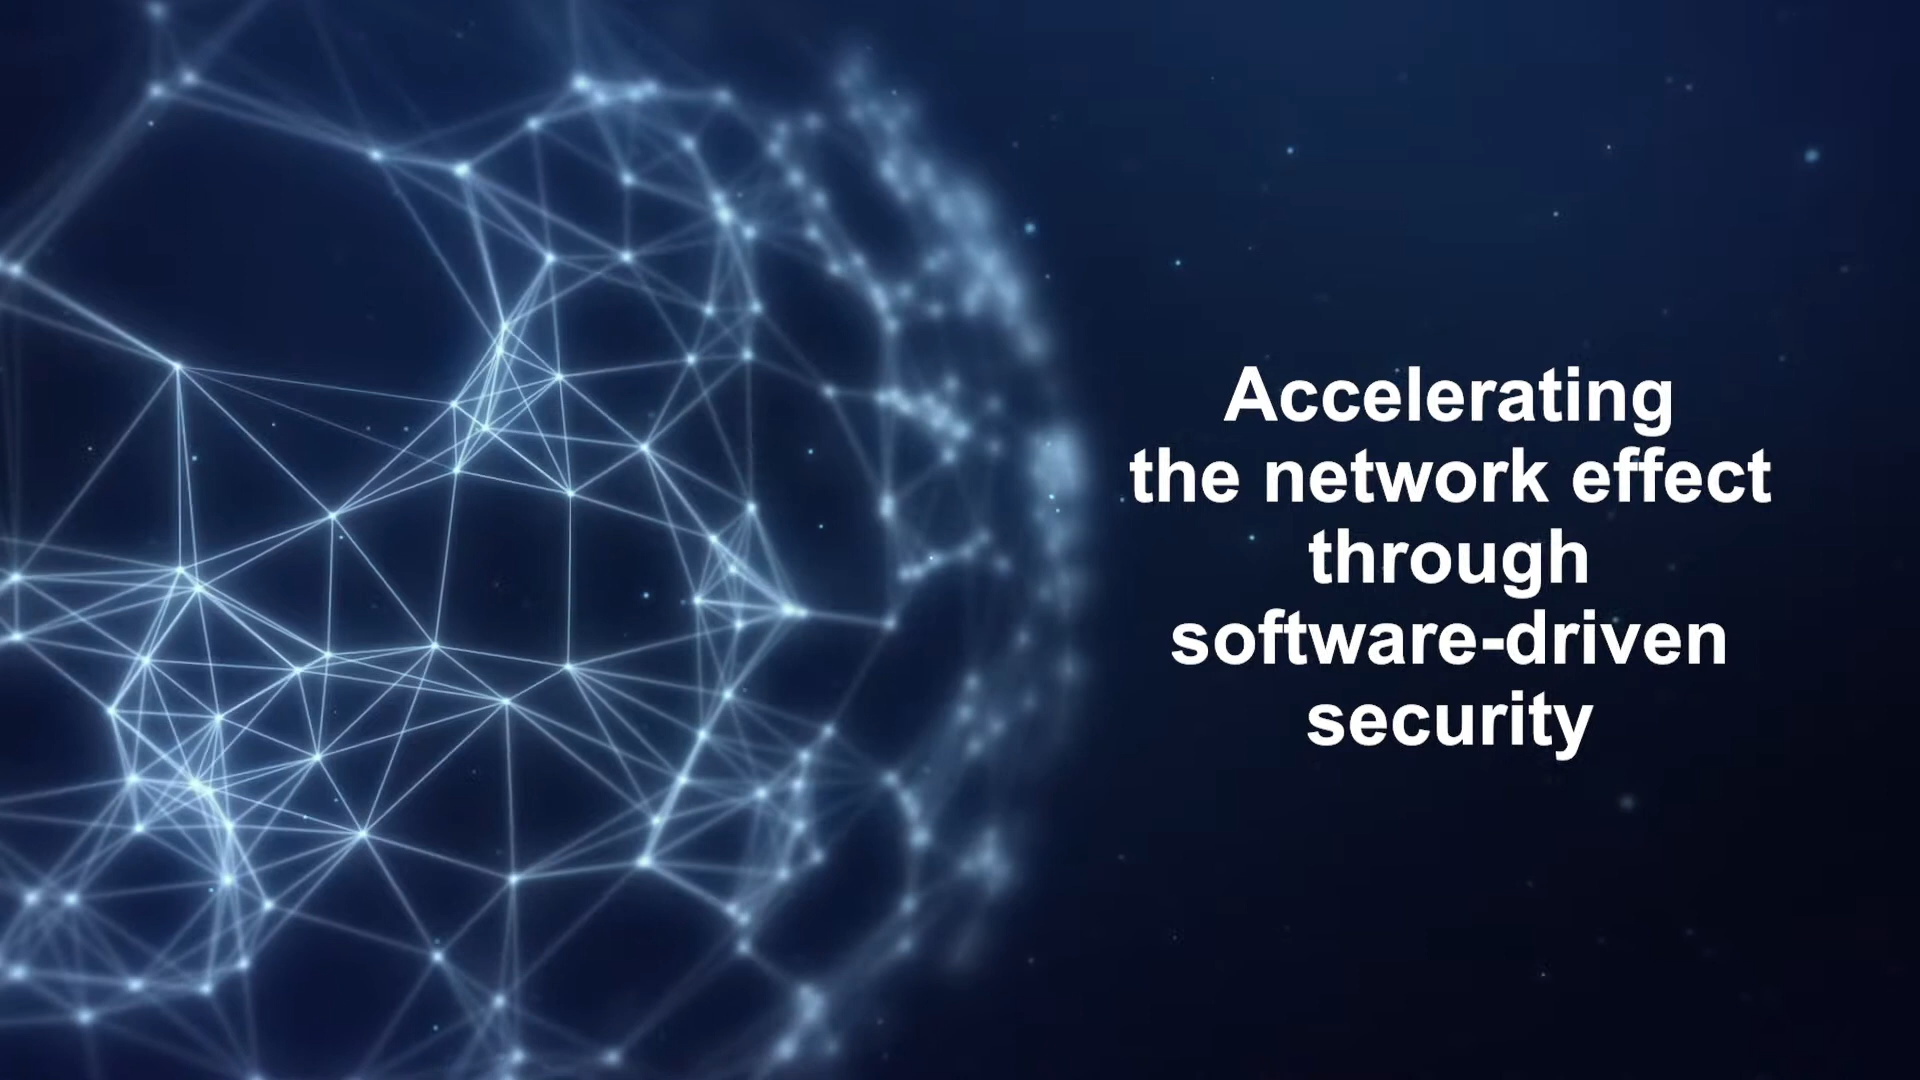 Accelerating
the network effect
through
software-driven
security